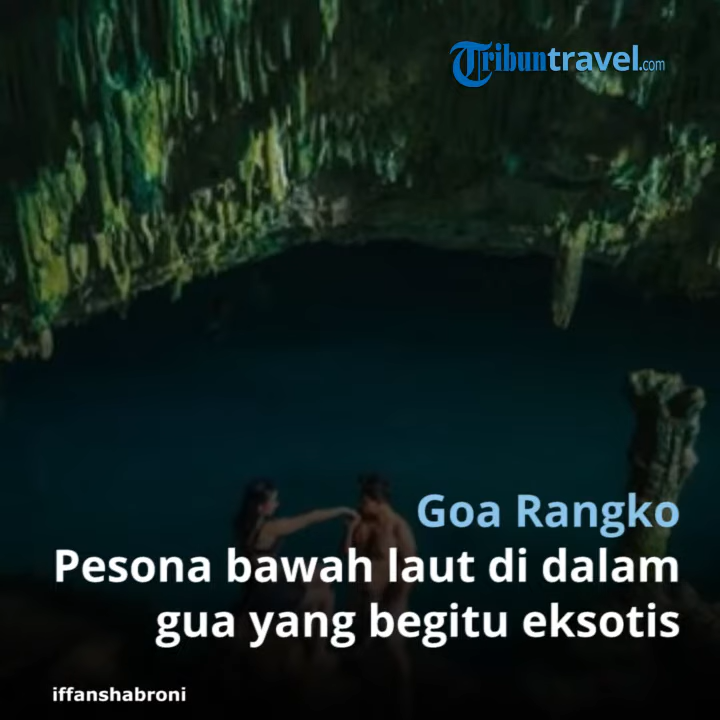 Tribuntravel.com
Goa Rangko
Pesona bawah laut di dalam
gua yang begitu eksotis
iffanshabroni